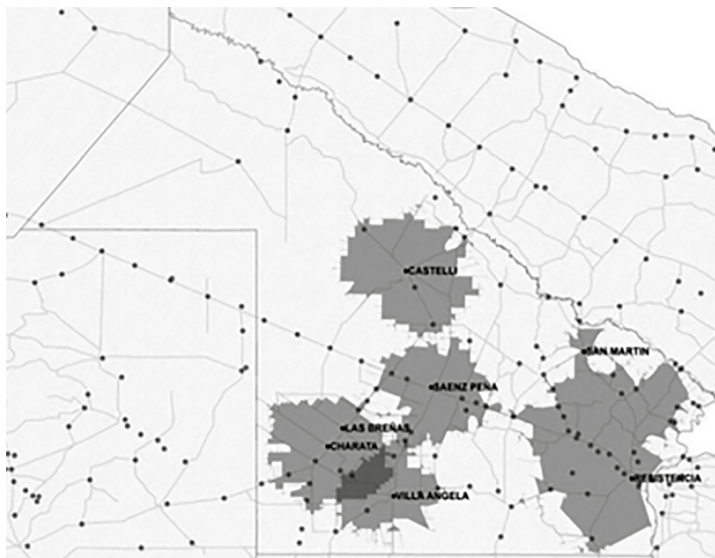 CASTELLI
SAN MARTIN
SAENZ PEÑA
LAS BREÑAS
CHARATA
RESISTENCIA
VILLA ANGELA